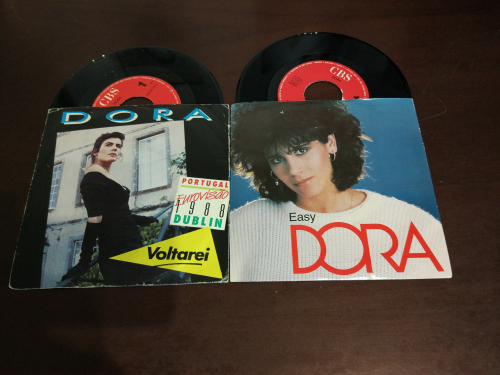 CBS
DORA
PORTUGAL
Eurovisão
1988
DUBLIN
Voltarei
CBS
Easy
DORA